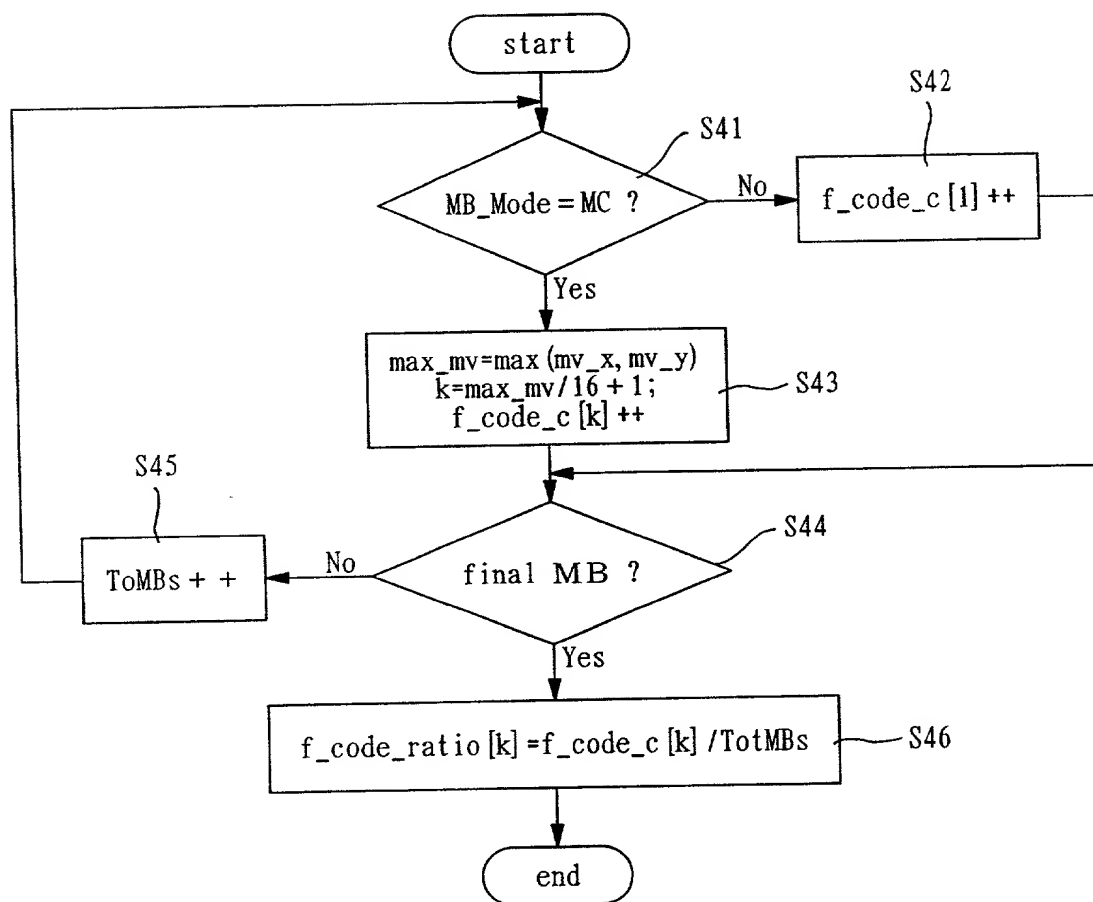 start
S41
S42
MB_Mode=MC ?
No
f_code_c[1]++
Yes
max_mv=max(mv_x, mv_y)
k=max_mv/16+1;
f_code_c[k]++
S43
S45
S44
ToMBs++
No
final MB ?
Yes
f_code_ratio[k]=f_code_c[k]/TotMBs
S46
end